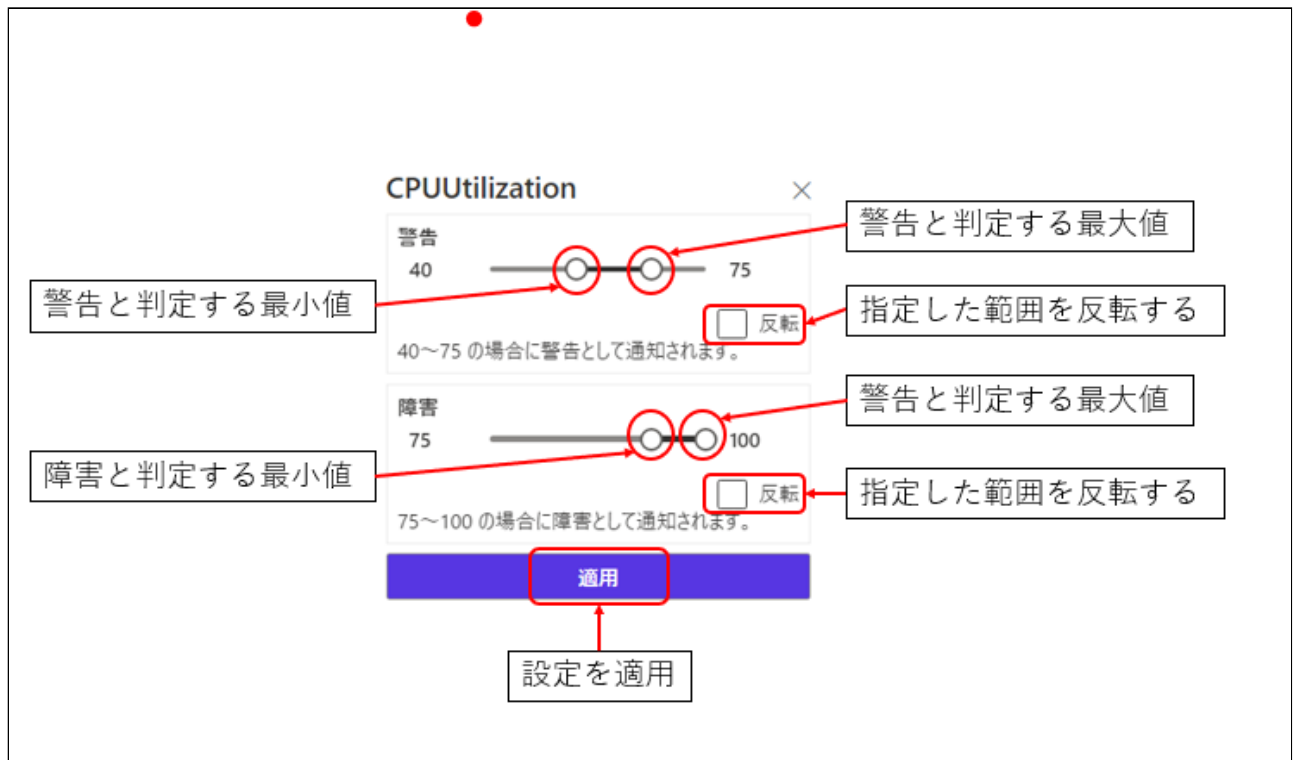 CPUUtilization
警告と判定する最大値
警告
40
75
警告と判定する最小値
指定した範囲を反転する
反転
40～75 の場合に警告として通知されます。
警告と判定する最大値
障害
75
100
障害と判定する最小値
指定した範囲を反転する
反転
75～100 の場合に障害として通知されます。
適用
設定を適用